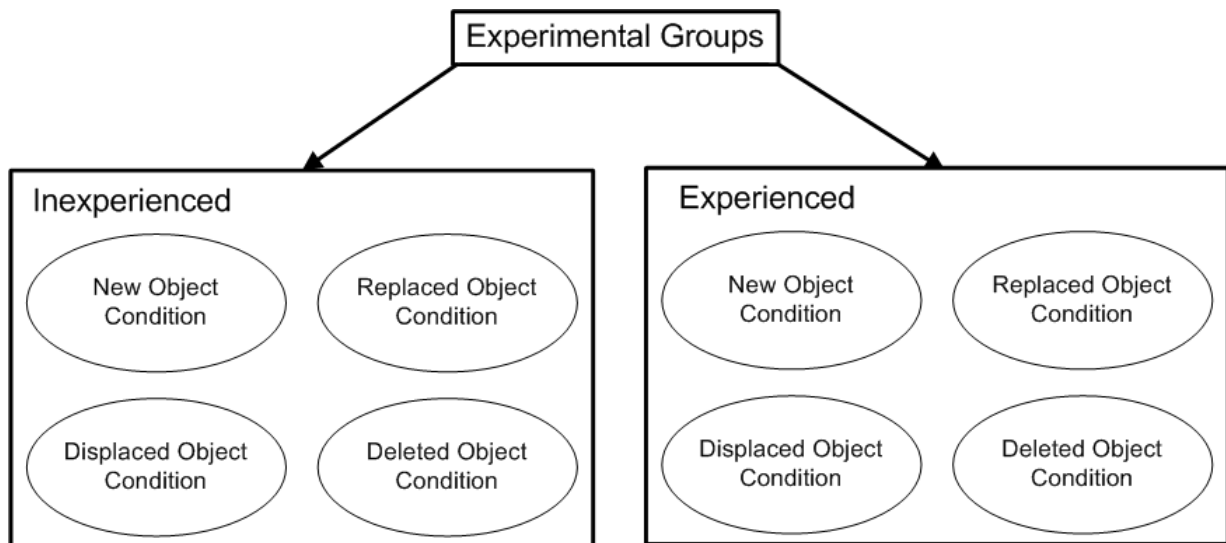 Experimental Groups
Inexperienced
New Object
Condition
Replaced Object
Condition
Displaced Object
Condition
Deleted Object
Condition
Experienced
New Object
Condition
Replaced Object
Condition
Displaced Object
Condition
Deleted Object
Condition